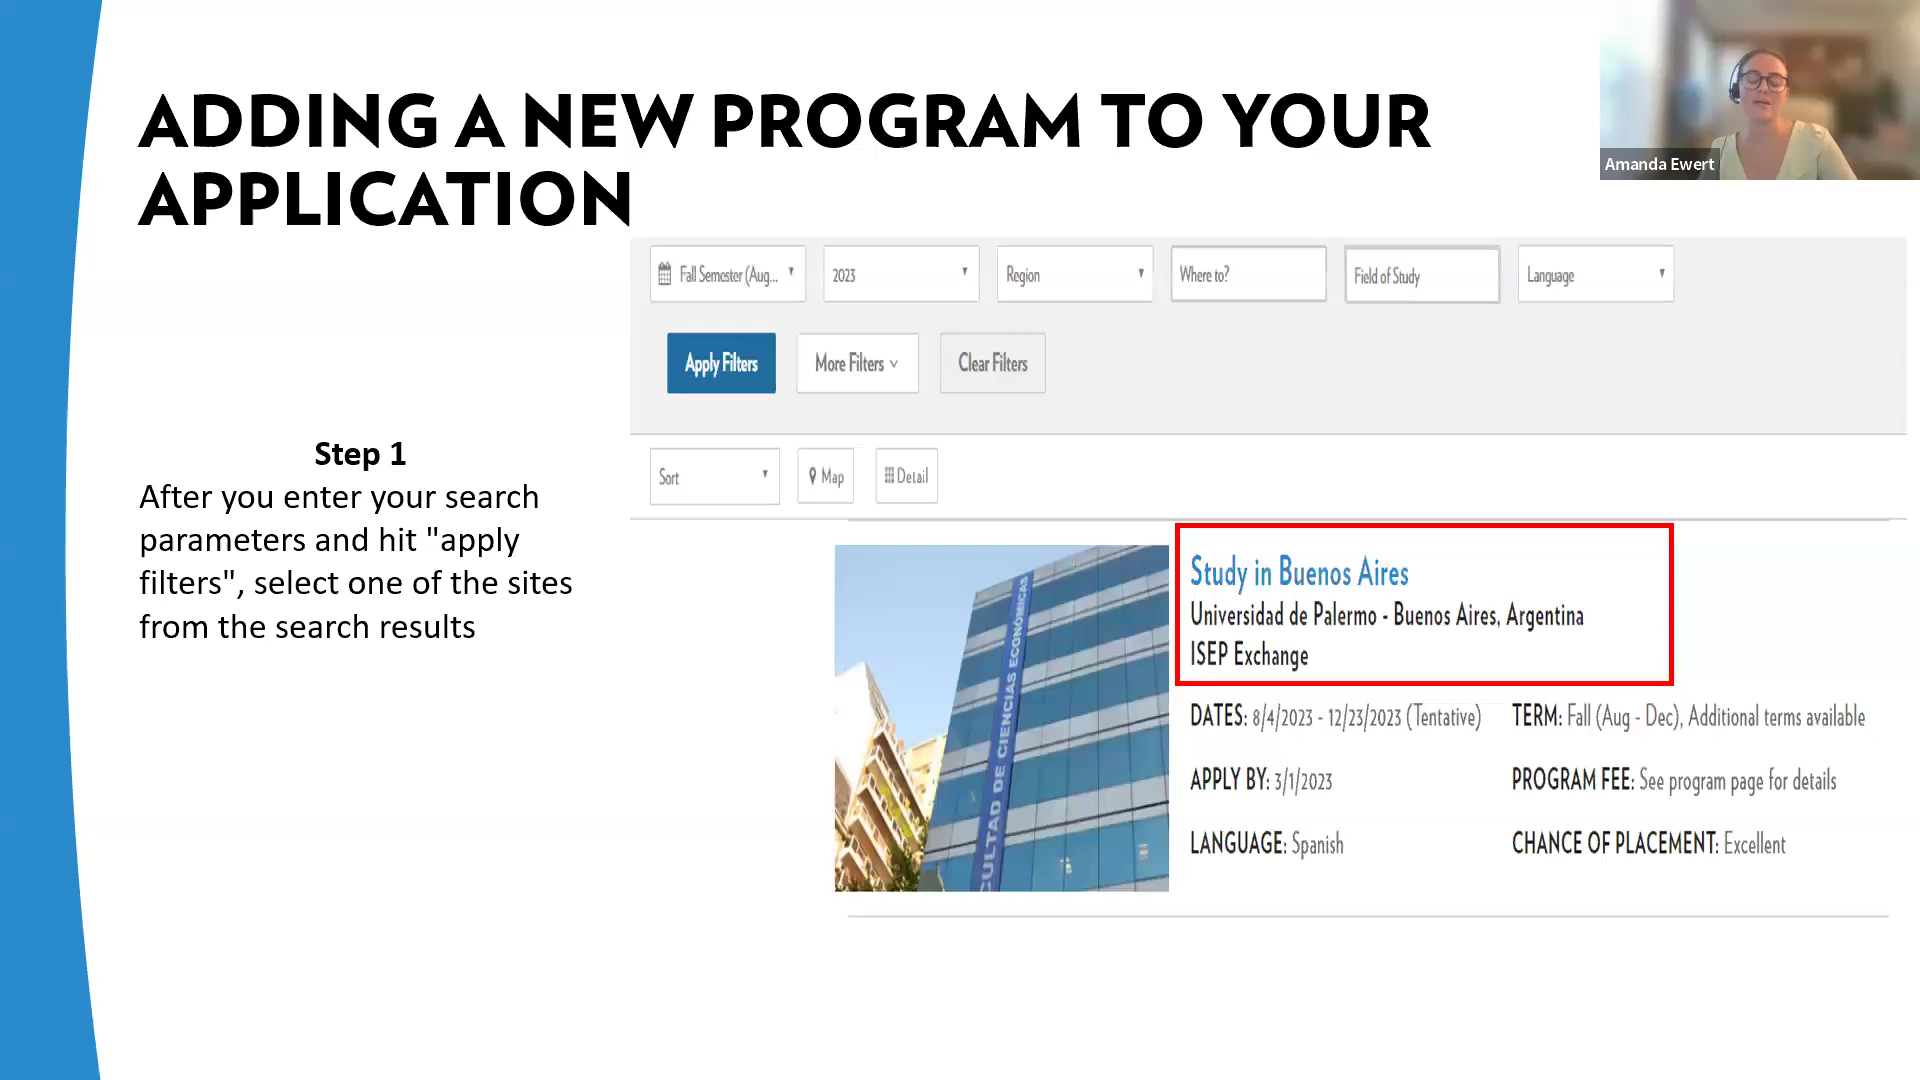 ADDING A NEW PROGRAM TO YOUR
APPLICATION
Amanda Ewert
Fall Semester (Aug...
2023
Region
Where to?
Field of Study
Language
Apply Filters
More Filters
Clear Filters
Sort
Map
Detail
Step 1
After you enter your search
parameters and hit "apply
filters", select one of the sites
from the search results
CULTAD DE CIENCIAS ECONÓMICAS
Study in Buenos Aires
Universidad de Palermo - Buenos Aires, Argentina
ISEP Exchange
DATES: 8/4/2023 - 12/23/2023 (Tentative)
TERM: Fall (Aug - Dec), Additional terms available
APPLY BY: 3/1/2023
PROGRAM FEE: See program page for details
LANGUAGE: Spanish
CHANCE OF PLACEMENT: Excellent